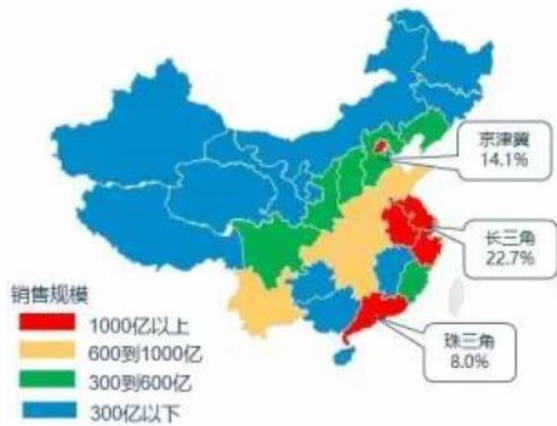 京津翼
14.1%
长三角
22.7%
珠三角
8.0%
销售规模
1000亿以上
600到1000亿
300到600亿
300亿以下